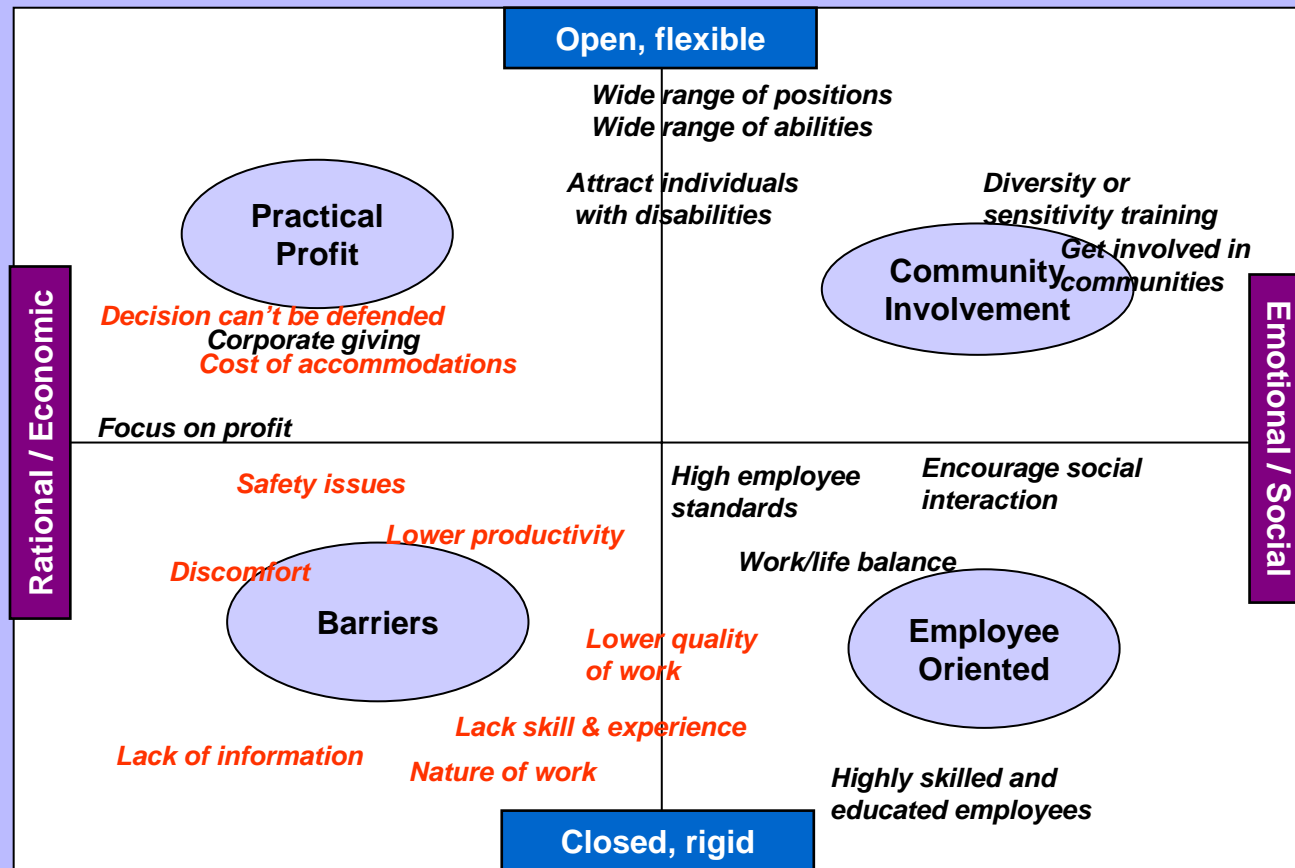 Open, flexible
Wide range of positions
Wide range of abilities
Attract individuals
with disabilities
Diversity or
sensitivity training
Get involved in
communities
Practical
Profit
Community
Involvement
Decision can't be defended
Corporate giving
Cost of accommodations
Rational / Economic
Emotional / Social
Focus on profit
Safety issues
High employee
standards
Encourage social
interaction
Lower productivity
Discomfort
Work/life balance
Barriers
Lower quality
of work
Employee
Oriented
Lack skill & experience
Lack of information
Nature of work
Highly skilled and
educated employees
Closed, rigid